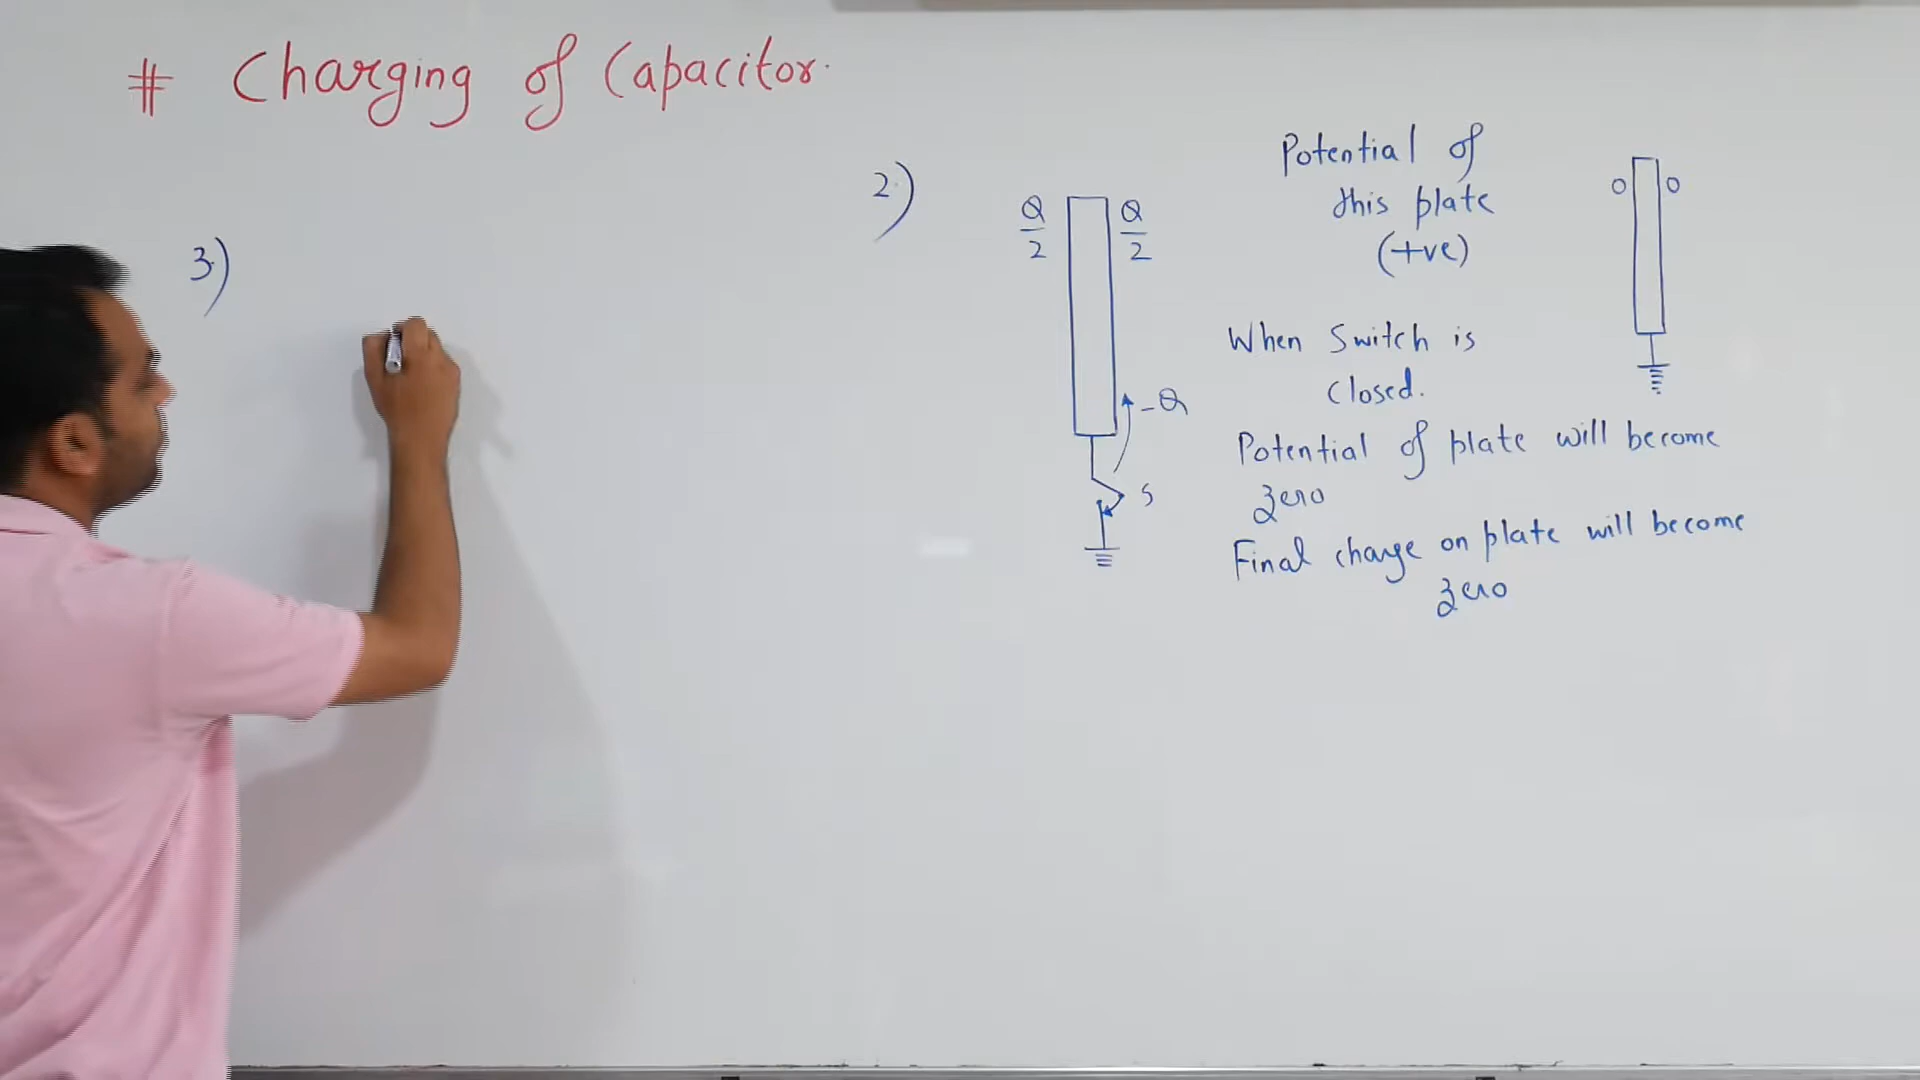 # Charging of Capacitor.
3.)
2.)
Q/2
Q/2
-Q
S
Potential of
this plate
(+ve)
When Switch is
Closed.
Potential of plate will become
zero
Final charge on plate will become
zero
0 0